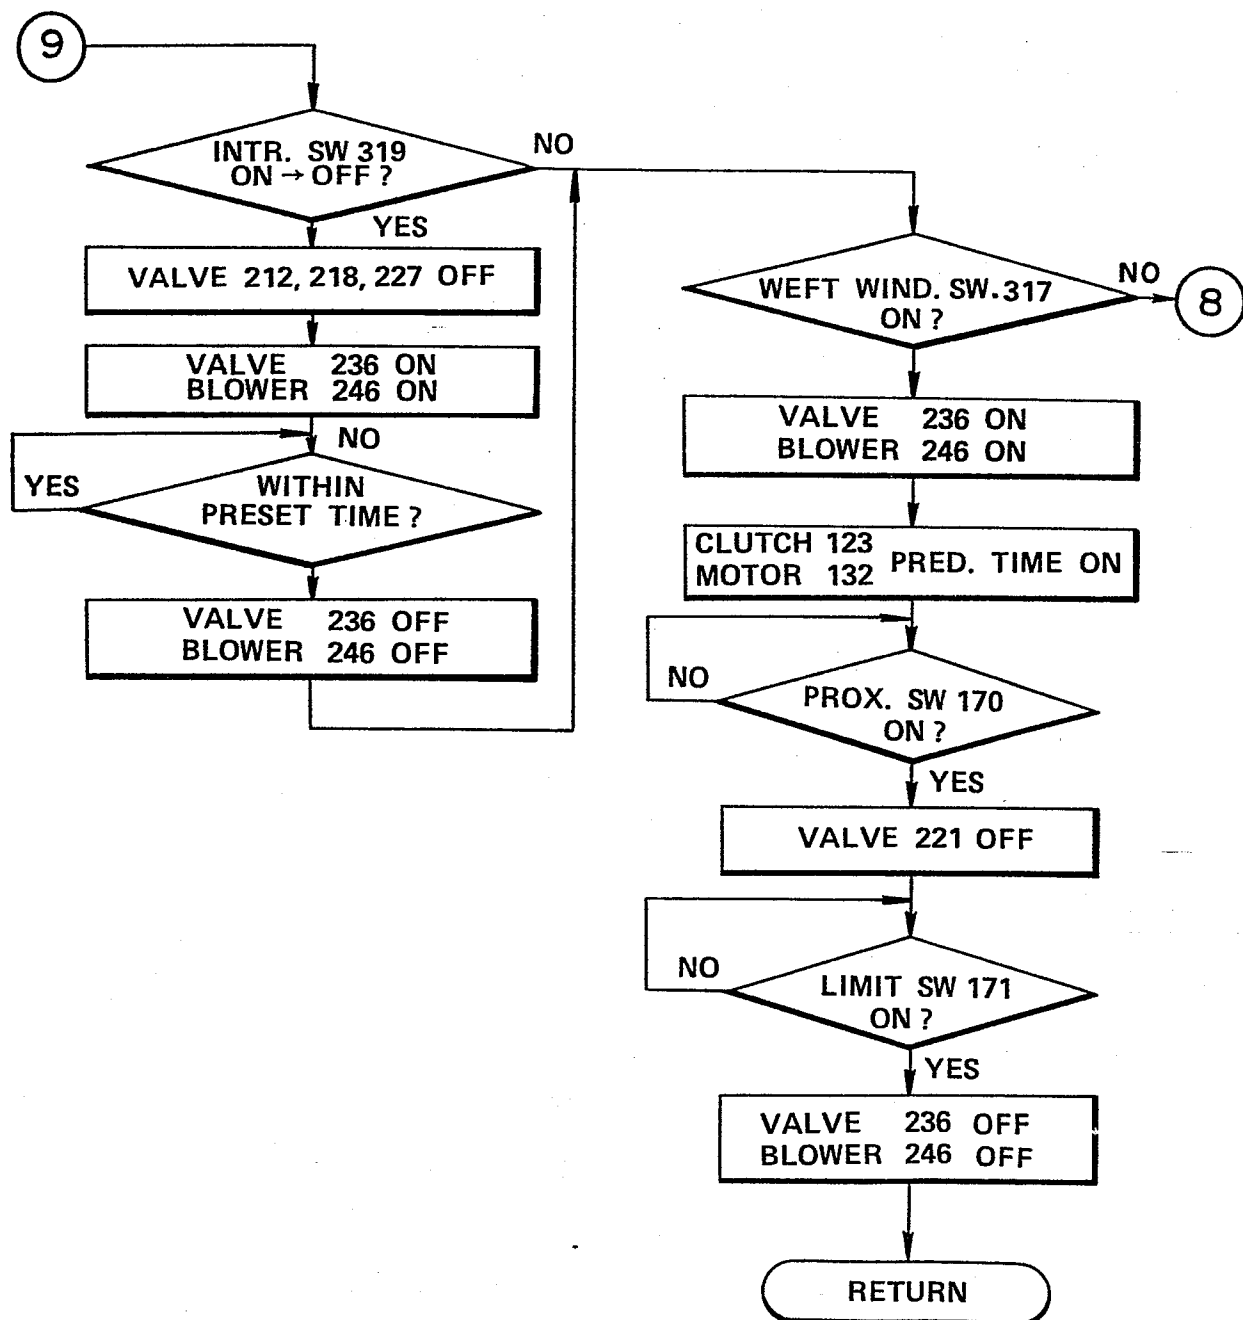 9
INTR. SW 319
ON → OFF ?
NO
YES
VALVE 212, 218, 227 OFF
VALVE 236 ON
BLOWER 246 ON
NO
YES
WITHIN
PRESET TIME ?
VALVE 236 OFF
BLOWER 246 OFF
WEFT WIND. SW. 317
ON ?
NO
8
VALVE 236 ON
BLOWER 246 ON
CLUTCH 123
MOTOR 132
PRED. TIME ON
NO
PROX. SW 170
ON ?
YES
VALVE 221 OFF
NO
LIMIT SW 171
ON ?
YES
VALVE 236 OFF
BLOWER 246 OFF
RETURN